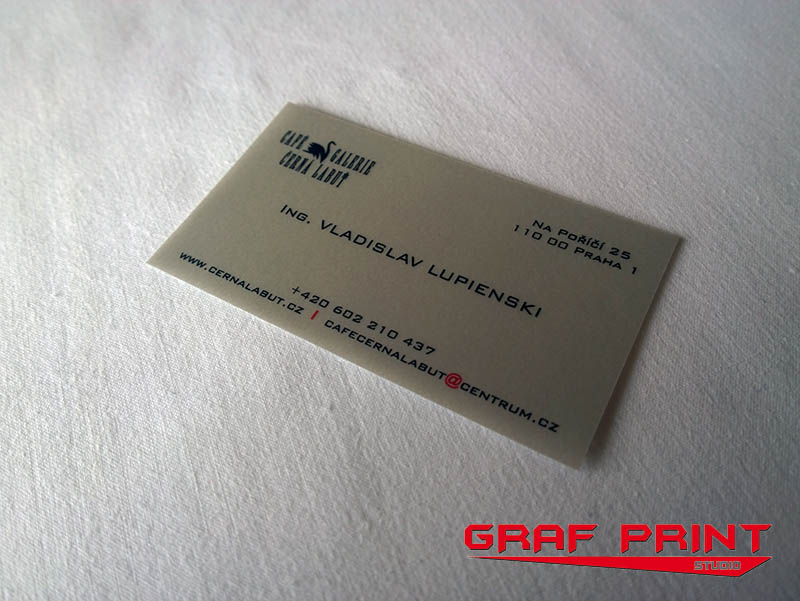 CAFÉ GALERIE
ČERNÁ LABUŤ
ING. VLADISLAV LUPIENSKI
NA POŘÍČÍ 25
110 00 PRAHA 1
+420 602 210 437
WWW.CERNALABUT.CZ | CAFECERNALABUT@CENTRUM.CZ
GRAF PRINT
STUDIO